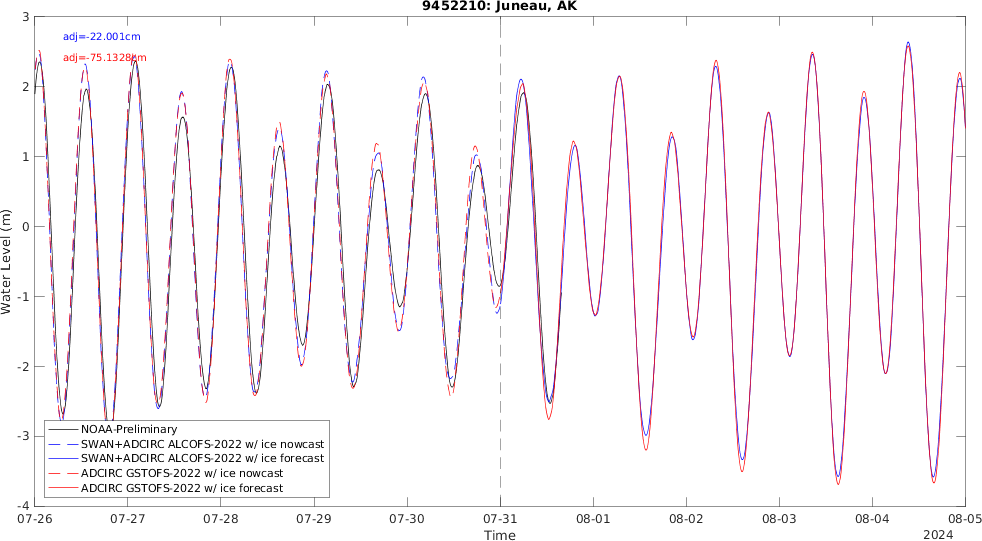 9452210: Juneau, AK
adj=-22.001cm
adj=-75.1328km
Water Level (m)
3
2
1
0
-1
-2
-3
-4
NOAA-Preliminary
SWAN+ADCIRC ALCOFS-2022 w/ ice nowcast
SWAN+ADCIRC ALCOFS-2022 w/ ice forecast
ADCIRC GSTOFS-2022 w/ ice nowcast
ADCIRC GSTOFS-2022 w/ ice forecast
07-26 07-27 07-28 07-29 07-30 07-31 08-01 08-02 08-03 08-04 08-05
Time
2024